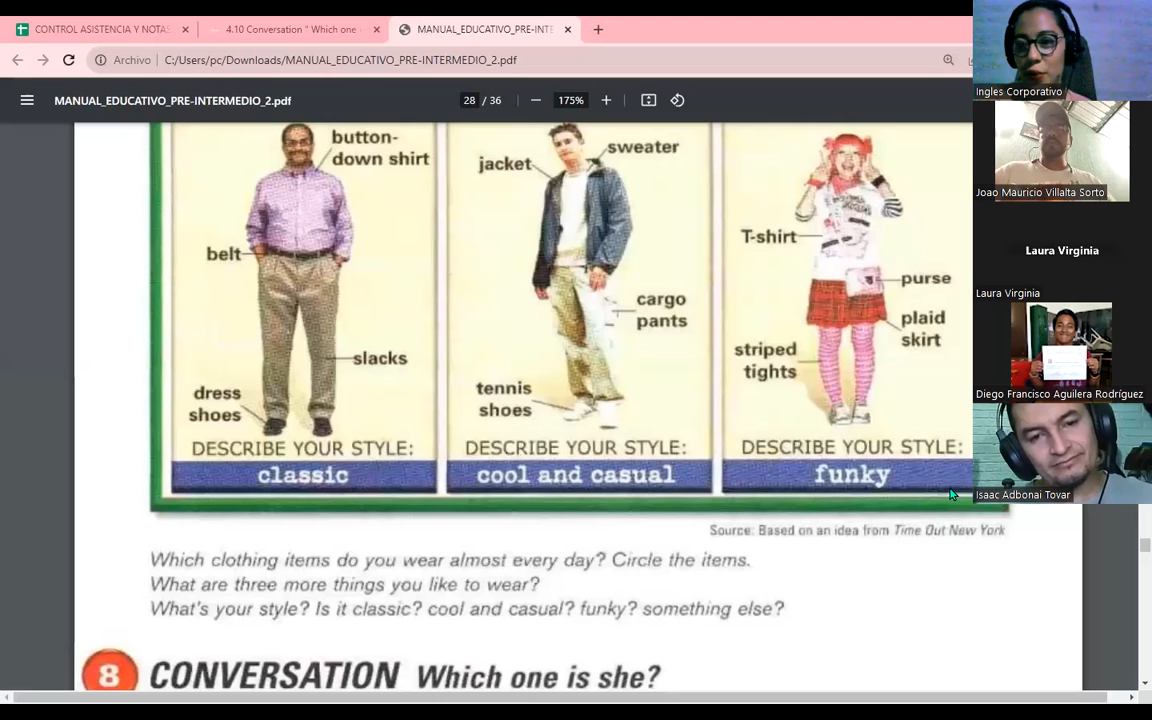 CONTROL ASISTENCIA Y NOTAS
4.10 Conversation " Which one
MANUAL_EDUCATIVO_PRE-INTE
Archivo
C:/Users/pc/Downloads/MANUAL_EDUCATIVO_PRE-INTERMEDIO_2.pdf
MANUAL_EDUCATIVO_PRE-INTERMEDIO_2.pdf
28 / 36
175%
Ingles Corporativo
Joao Mauricio Villalta Sorto
Laura Virginia
Laura Virginia
Diego Francisco Aguilera Rodríguez
Isaac Adbonai Tovar
button-
down shirt
belt
slacks
dress
shoes
DESCRIBE YOUR STYLE:
classic
jacket
sweater
cargo
pants
tennis
shoes
DESCRIBE YOUR STYLE:
cool and casual
T-shirt
purse
plaid
skirt
striped
tights
DESCRIBE YOUR STYLE:
funky
Source: Based on an idea from Time Out New York
Which clothing items do you wear almost every day? Circle the items.
What are three more things you like to wear?
What's your style? Is it classic? cool and casual? funky? something else?
8 CONVERSATION Which one is she?